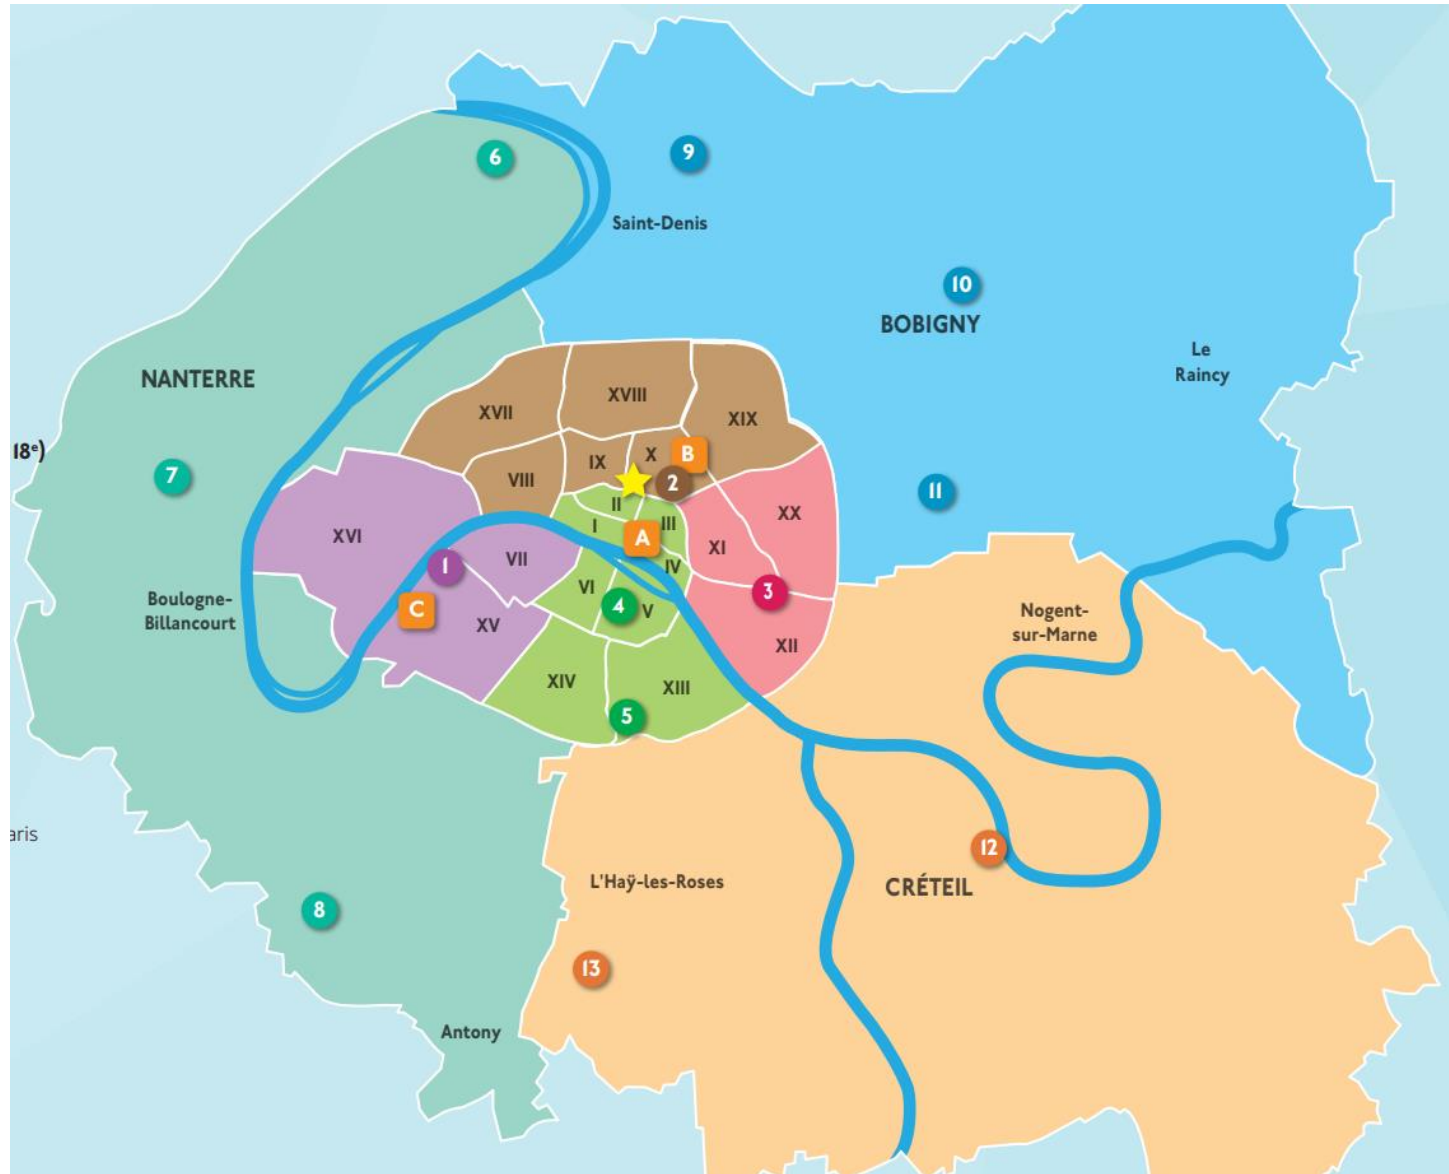 6
9
Saint-Denis
10
BOBIGNY
Le
Raincy
NANTERRE
XVIII
XVII
XIX
18e)
X
B
IX
7
VIII
2
11
II
XX
I
III
XVI
A
XI
VII
1
IV
VI
3
Boulogne-
Billancourt
4
V
C
Nogent-
sur-Marne
XV
XII
XIV
XIII
5
aris
12
L'Haÿ-les-Roses
CRÉTEIL
8
13
Antony